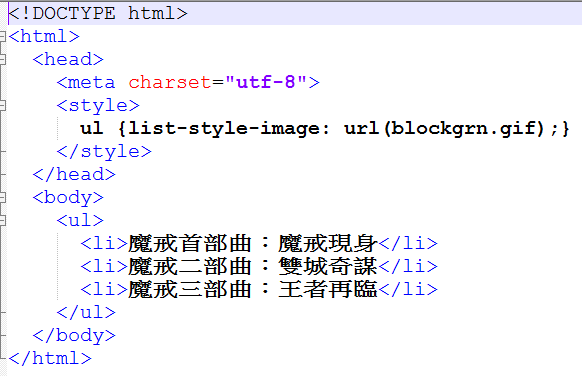 <!DOCTYPE html>
<html>
<head>
<meta charset="utf-8">
<style>
ul {list-style-image: url(blockgrn.gif);}
</style>
</head>
<body>
<ul>
<li>魔戒首部曲：魔戒現身</li>
<li>魔戒二部曲：雙城奇謀</li>
<li>魔戒三部曲：王者再臨</li>
</ul>
</body>
</html>